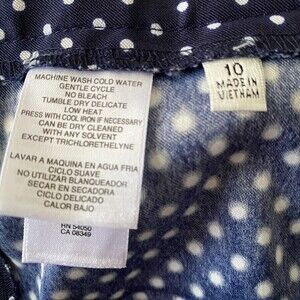 MACHINE WASH COLD WATER
GENTLE CYCLE
NO BLEACH
TUMBLE DRY DELICATE
LOW HEAT
PRESS WITH COOL IRON IF NECESSARY
CAN BE DRY CLEANED
WITH ANY SOLVENT
EXCEPT TRICHLORETHELYNE
LAVAR A MAQUINA EN AGUA FRIA
CICLO SUAVE
NO UTILIZAR BLANQUEADOR
SECAR EN SECADORA
CICLO DELICADO
CALOR BAJO
RN 54050
CA 08349
10
MADE IN
VIETNAM